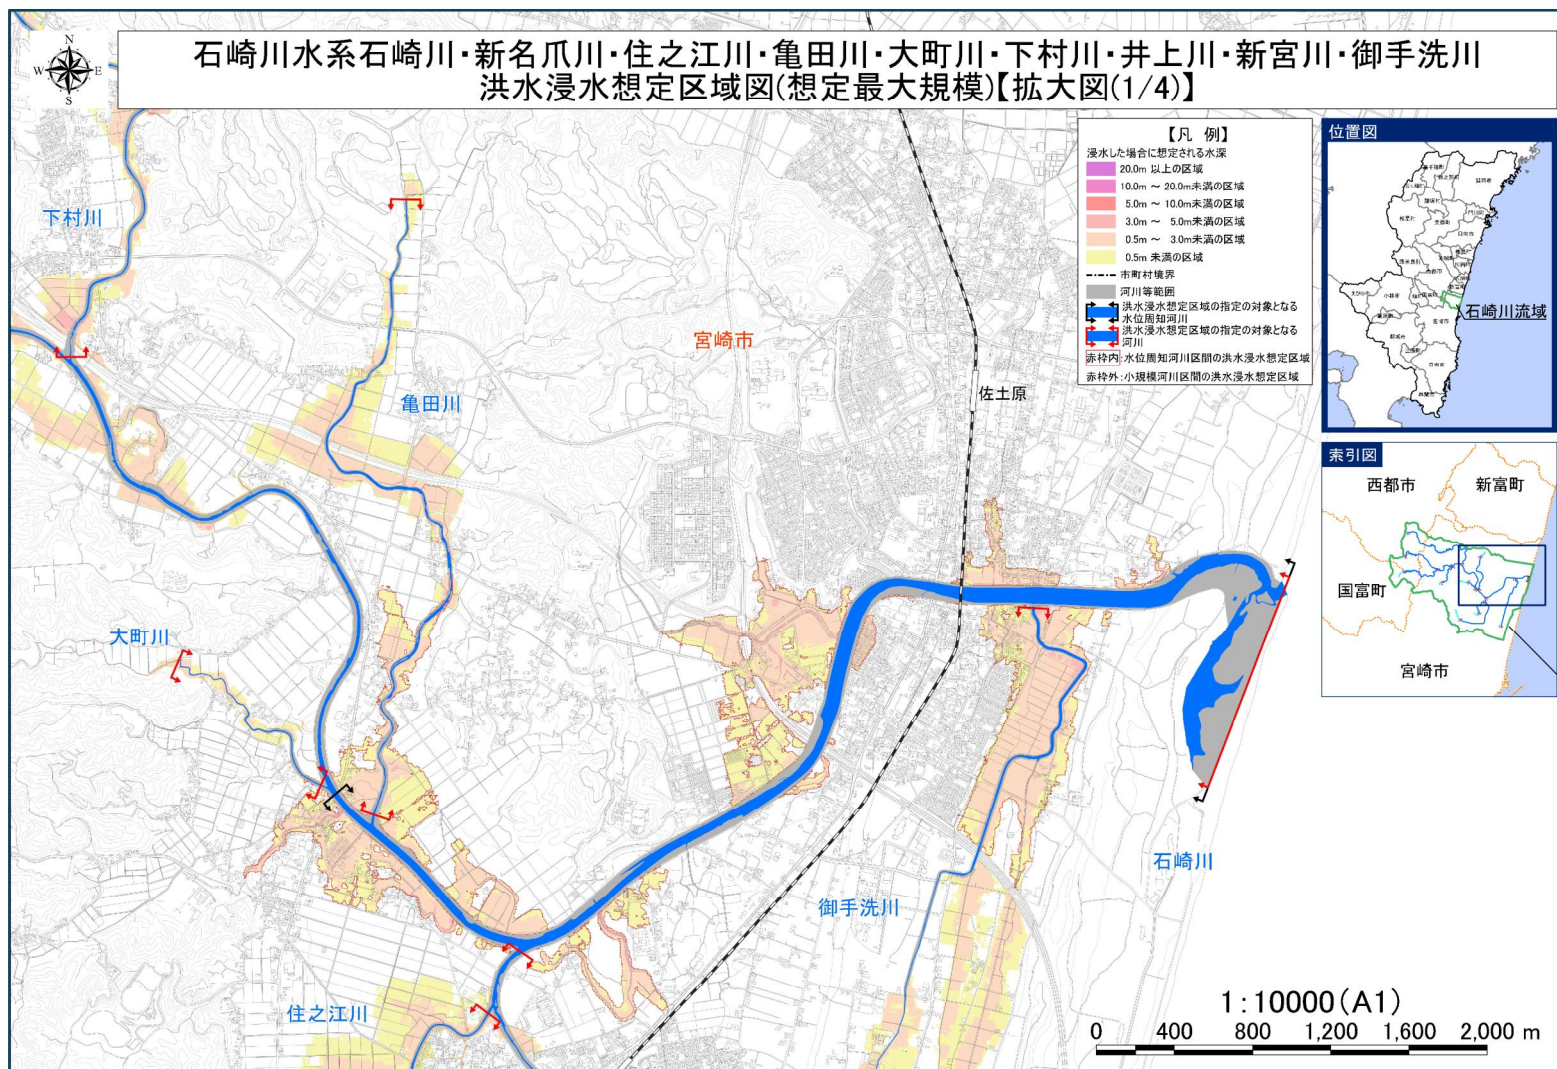 石崎川水系石崎川・新名爪川・住之江川・亀田川・大町川・下村川・井上川・新宮川・御手洗川
洪水浸水想定区域図(想定最大規模)【拡大図(1/4)】
N
W
E
S
【凡 例】
浸水した場合に想定される水深
20.0m 以上の区域
10.0m ～ 20.0m未満の区域
5.0m ～ 10.0m未満の区域
3.0m ～ 5.0m未満の区域
0.5m ～ 3.0m未満の区域
0.5m 未満の区域
市町村境界
河川等範囲
洪水浸水想定区域の指定の対象となる
水位周知河川
洪水浸水想定区域の指定の対象となる
河川
赤枠内:水位周知河川区間の洪水浸水想定区域
赤枠外:小規模河川区間の洪水浸水想定区域
位置図
石崎川流域
索引図
西都市
新富町
国富町
宮崎市
下村川
宮崎市
佐土原
亀田川
大町川
石崎川
御手洗川
住之江川
1:10000(A1)
0 400 800 1,200 1,600 2,000 m